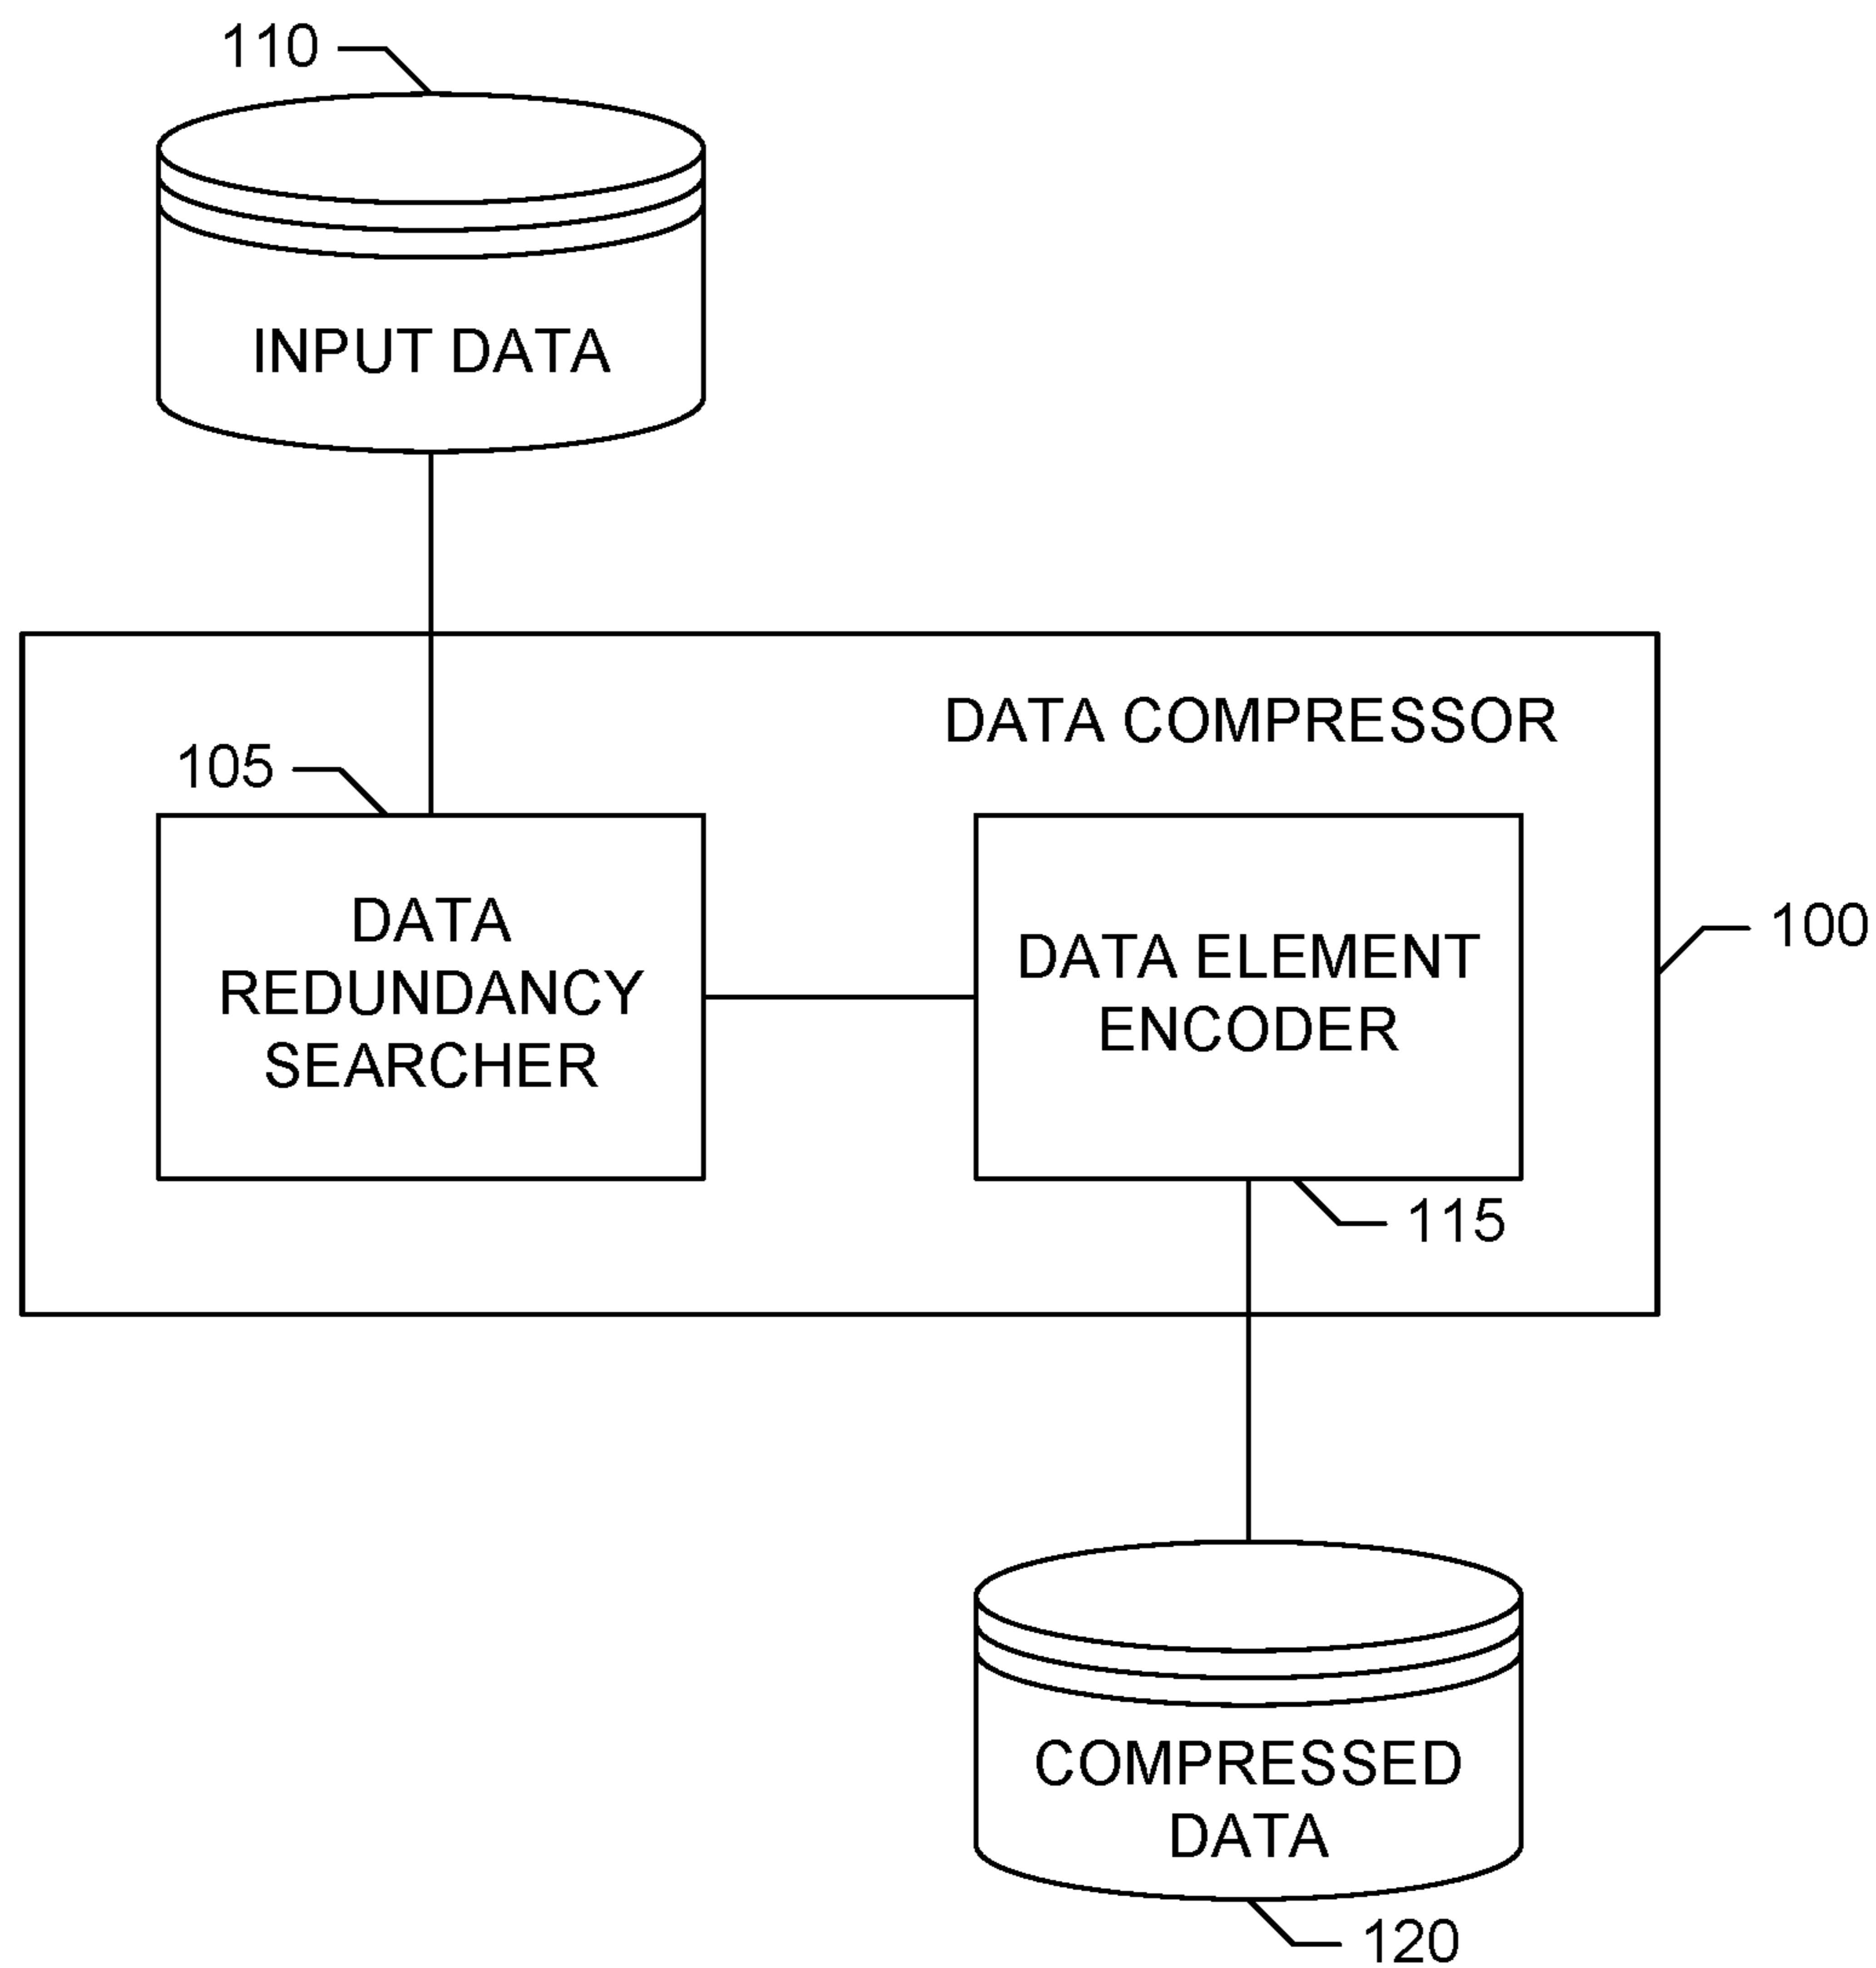 110
INPUT DATA
DATA COMPRESSOR
105
DATA
REDUNDANCY
SEARCHER
DATA ELEMENT
ENCODER
100
115
COMPRESSED
DATA
120